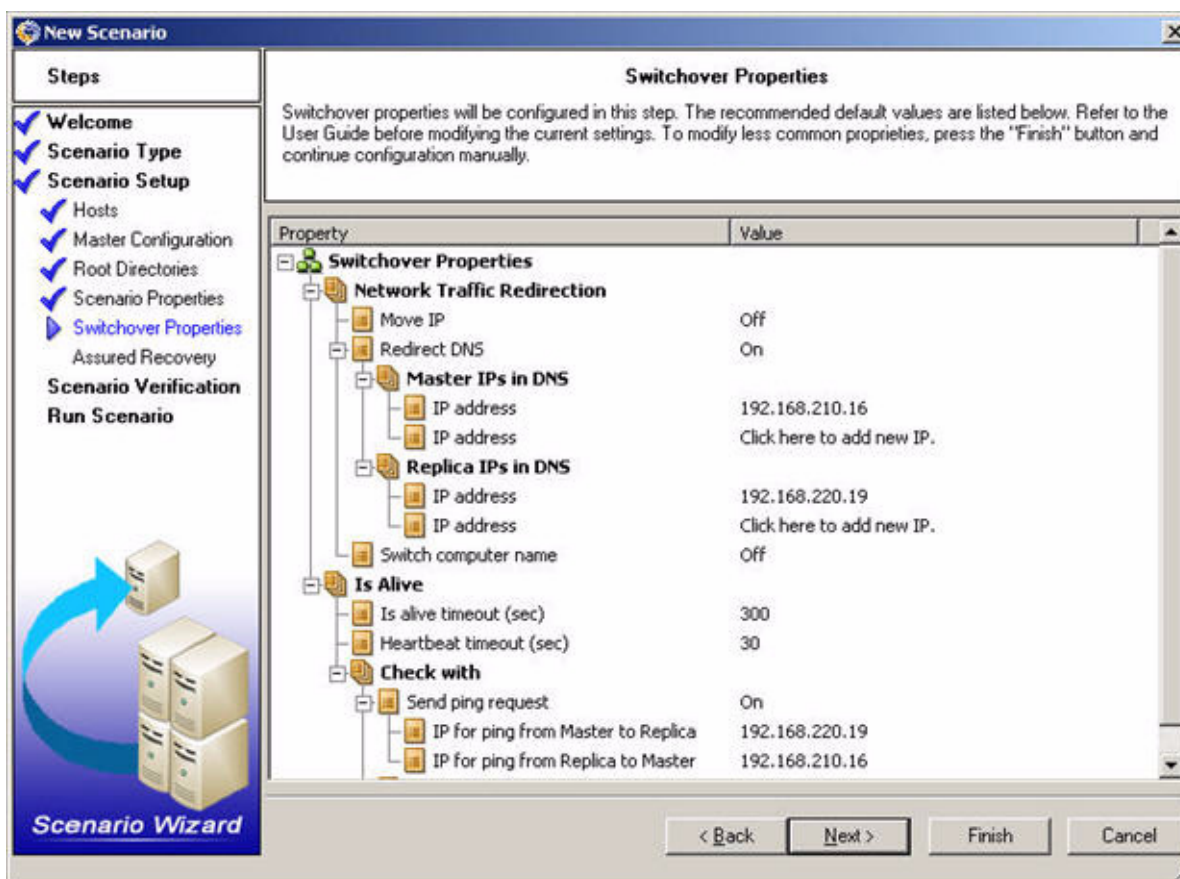 New Scenario
Steps
Welcome
Scenario Type
Scenario Setup
Hosts
Master Configuration
Root Directories
Scenario Properties
Switchover Properties
Assured Recovery
Scenario Verification
Run Scenario
Scenario Wizard
Switchover Properties
Switchover properties will be configured in this step. The recommended default values are listed below. Refer to the
User Guide before modifying the current settings. To modify less common proprieties, press the "Finish" button and
continue configuration manually.
Property Value
Switchover Properties
Network Traffic Redirection
Move IP Off
Redirect DNS On
Master IPs in DNS
IP address 192.168.210.16
IP address Click here to add new IP.
Replica IPs in DNS
IP address 192.168.220.19
IP address Click here to add new IP.
Switch computer name Off
Is Alive
Is alive timeout (sec) 300
Heartbeat timeout (sec) 30
Check with
Send ping request On
IP for ping from Master to Replica 192.168.220.19
IP for ping from Replica to Master 192.168.210.16
< Back Next > Finish Cancel